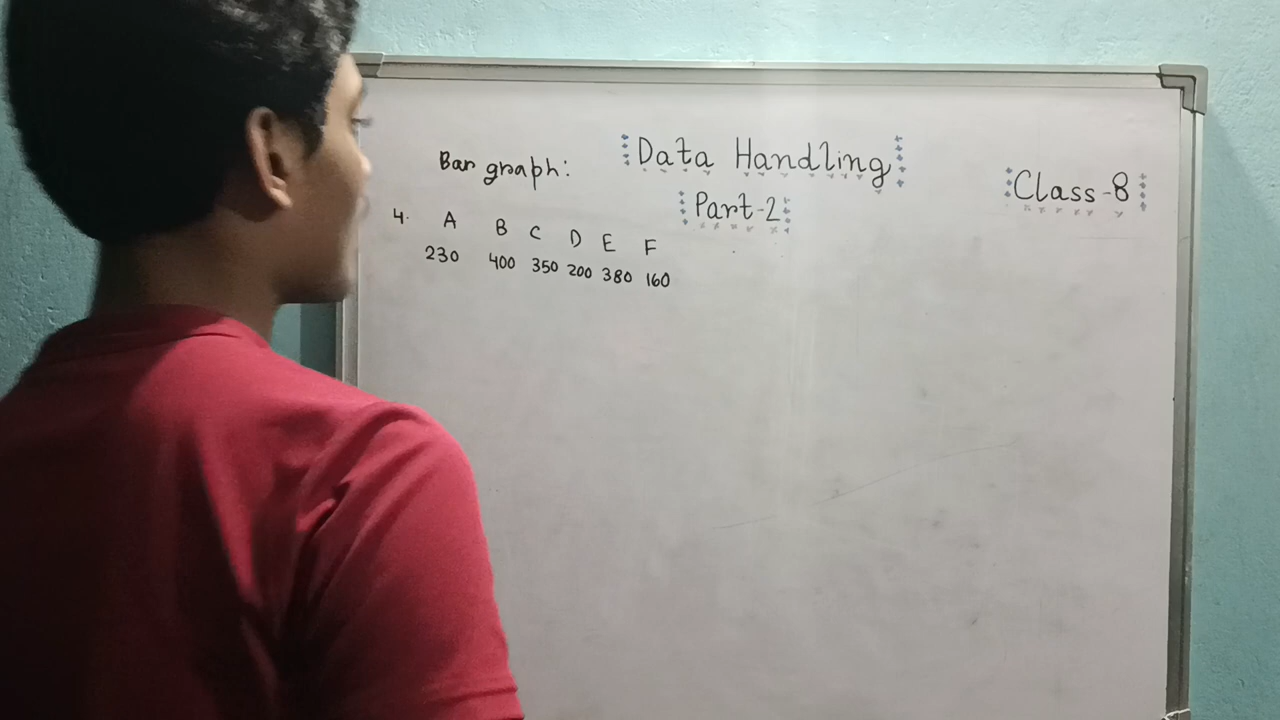 Data Handling
Part-2
Class-8
Bar graph:
4. A B C D E F
230 400 350 200 380 160